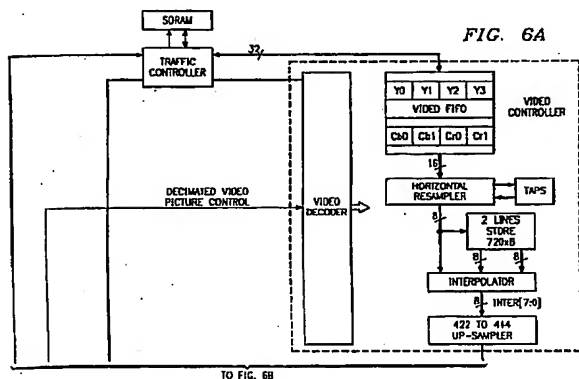 FIG. 6A
SDRAM
TRAFFIC
CONTROLLER
32
Y0 Y1 Y2 Y3
VIDEO FIFO
Cb0 Cb1 Cr0 Cr1
VIDEO
CONTROLLER
16
HORIZONTAL
RESAMPLER
TAPS
DECIMATED VIDEO
PICTURE CONTROL
VIDEO
DECODER
8
2 LINES
STORE
720x8
8
8
INTERPOLATOR
8
INTER[7:0]
422 TO 444
UP-SAMPLER
TO FIG. 6B